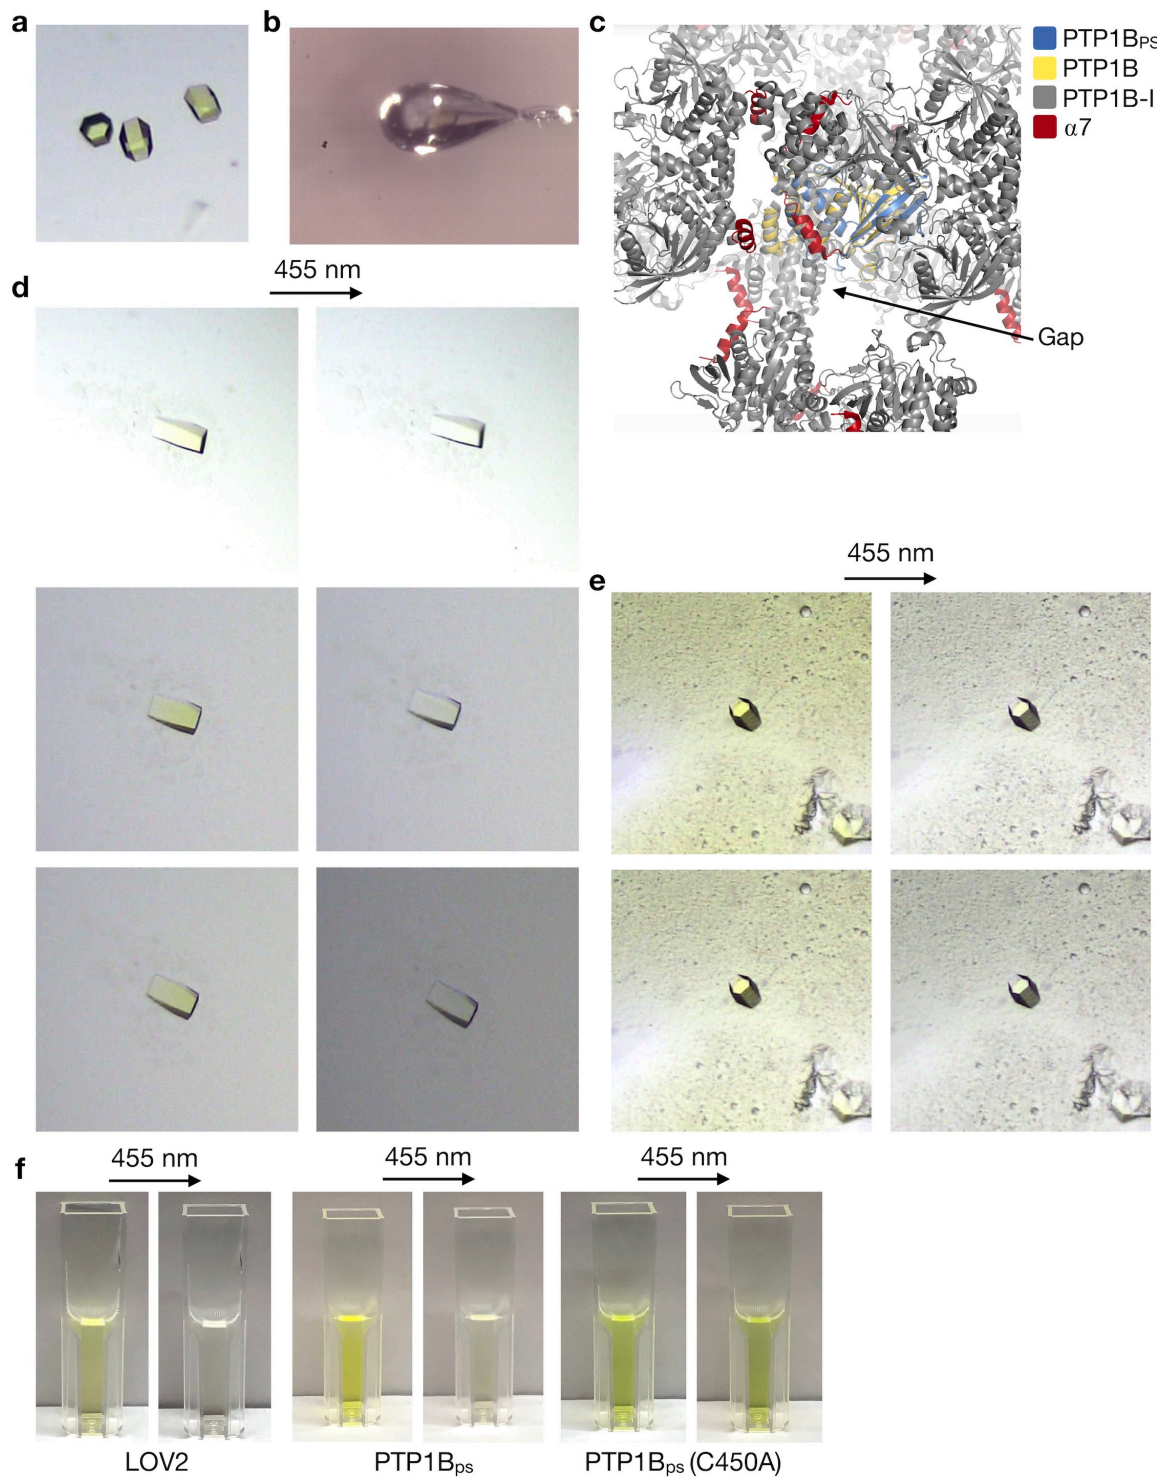 a
b
c
PTP1BPS
PTP1B
PTP1B-I
α7
Gap
455 nm
d
455 nm
e
f
455 nm
455 nm
455 nm
LOV2
PTP1Bps
PTP1Bps (C450A)